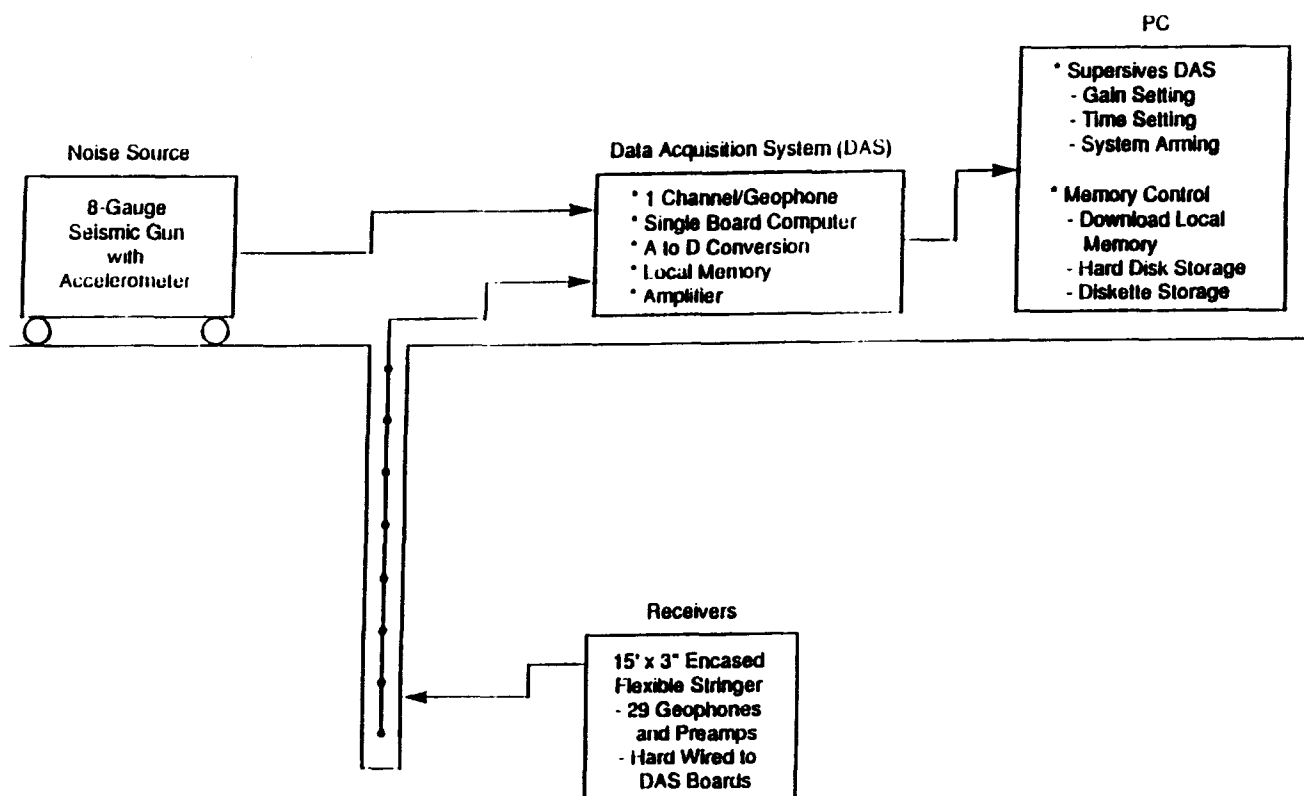 PC
* Supersives DAS
- Gain Setting
- Time Setting
- System Arming
* Memory Control
- Download Local
Memory
- Hard Disk Storage
- Diskette Storage
Noise Source
8-Gauge
Seismic Gun
with
Accelerometer
Data Acquisition System (DAS)
* 1 Channel/Geophone
* Single Board Computer
* A to D Conversion
* Local Memory
* Amplifier
Receivers
15' x 3" Encased
Flexible Stringer
- 29 Geophones
and Preamps
- Hard Wired to
DAS Boards